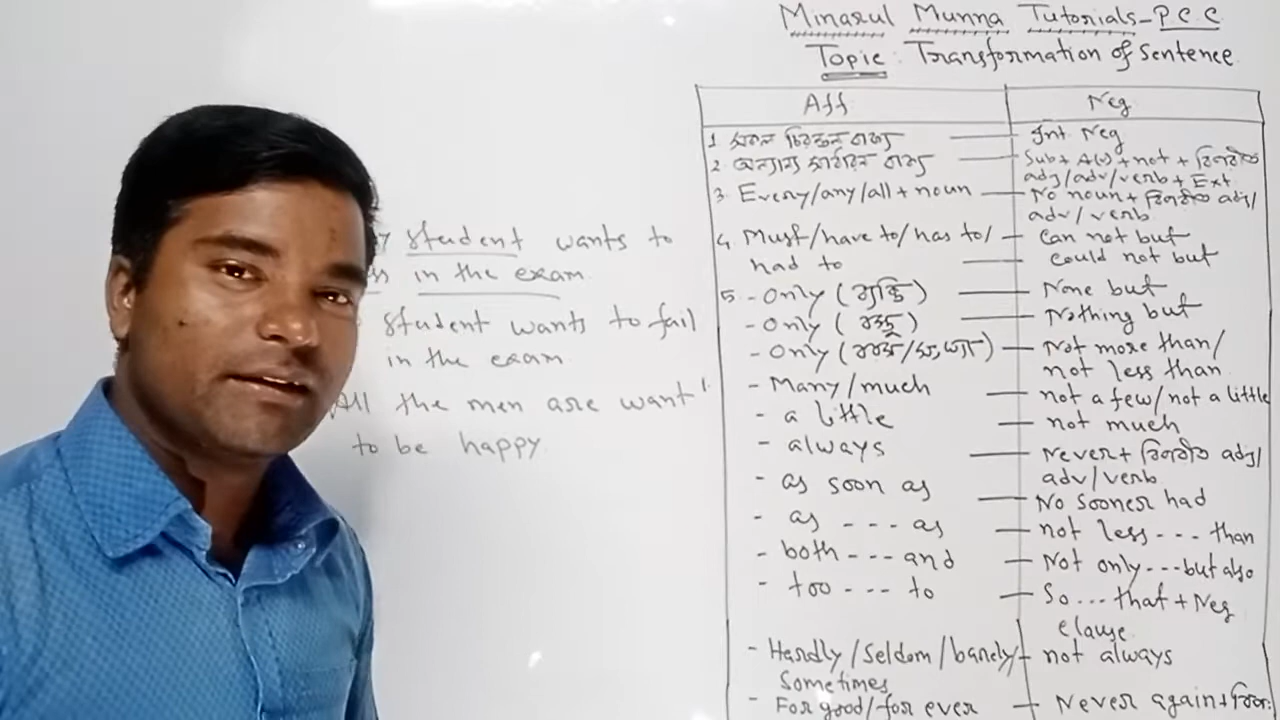 Minarul Munna Tutorials-PCC
Topic: Transformation of Sentence
Aff Neg
1. সকল চিরন্তন বাক্য — Int. Neg
2. অন্যান্য সাধারন বাক্য — Sub + A(v) + not + বিপরীত
adj/adv/verb + Ext.
3. Every/any/all + noun — No noun + বিপরীত adj/
adv/verb
4. Must/have to/has to/ — Can not but
had to — could not but
5. - Only (ব্যক্তি) — None but
- Only (বস্তু) — Nothing but
- Only (বয়স/সংখ্যা) — Not more than/
not less than
- Many/much — not a few/not a little
- a little — not much
- always — Never + বিপরীত adj/
adv/verb
- as soon as — No sooner had
- as --- as — not less --- than
- both --- and — Not only---but also
- too --- to — So...that + Neg
clause
- Hardly/Seldom/barely/ — not always
Sometimes
- For good/for ever — Never again +
student wants to
in the exam.
student wants to fail
in the exam.
All the men are want
to be happy